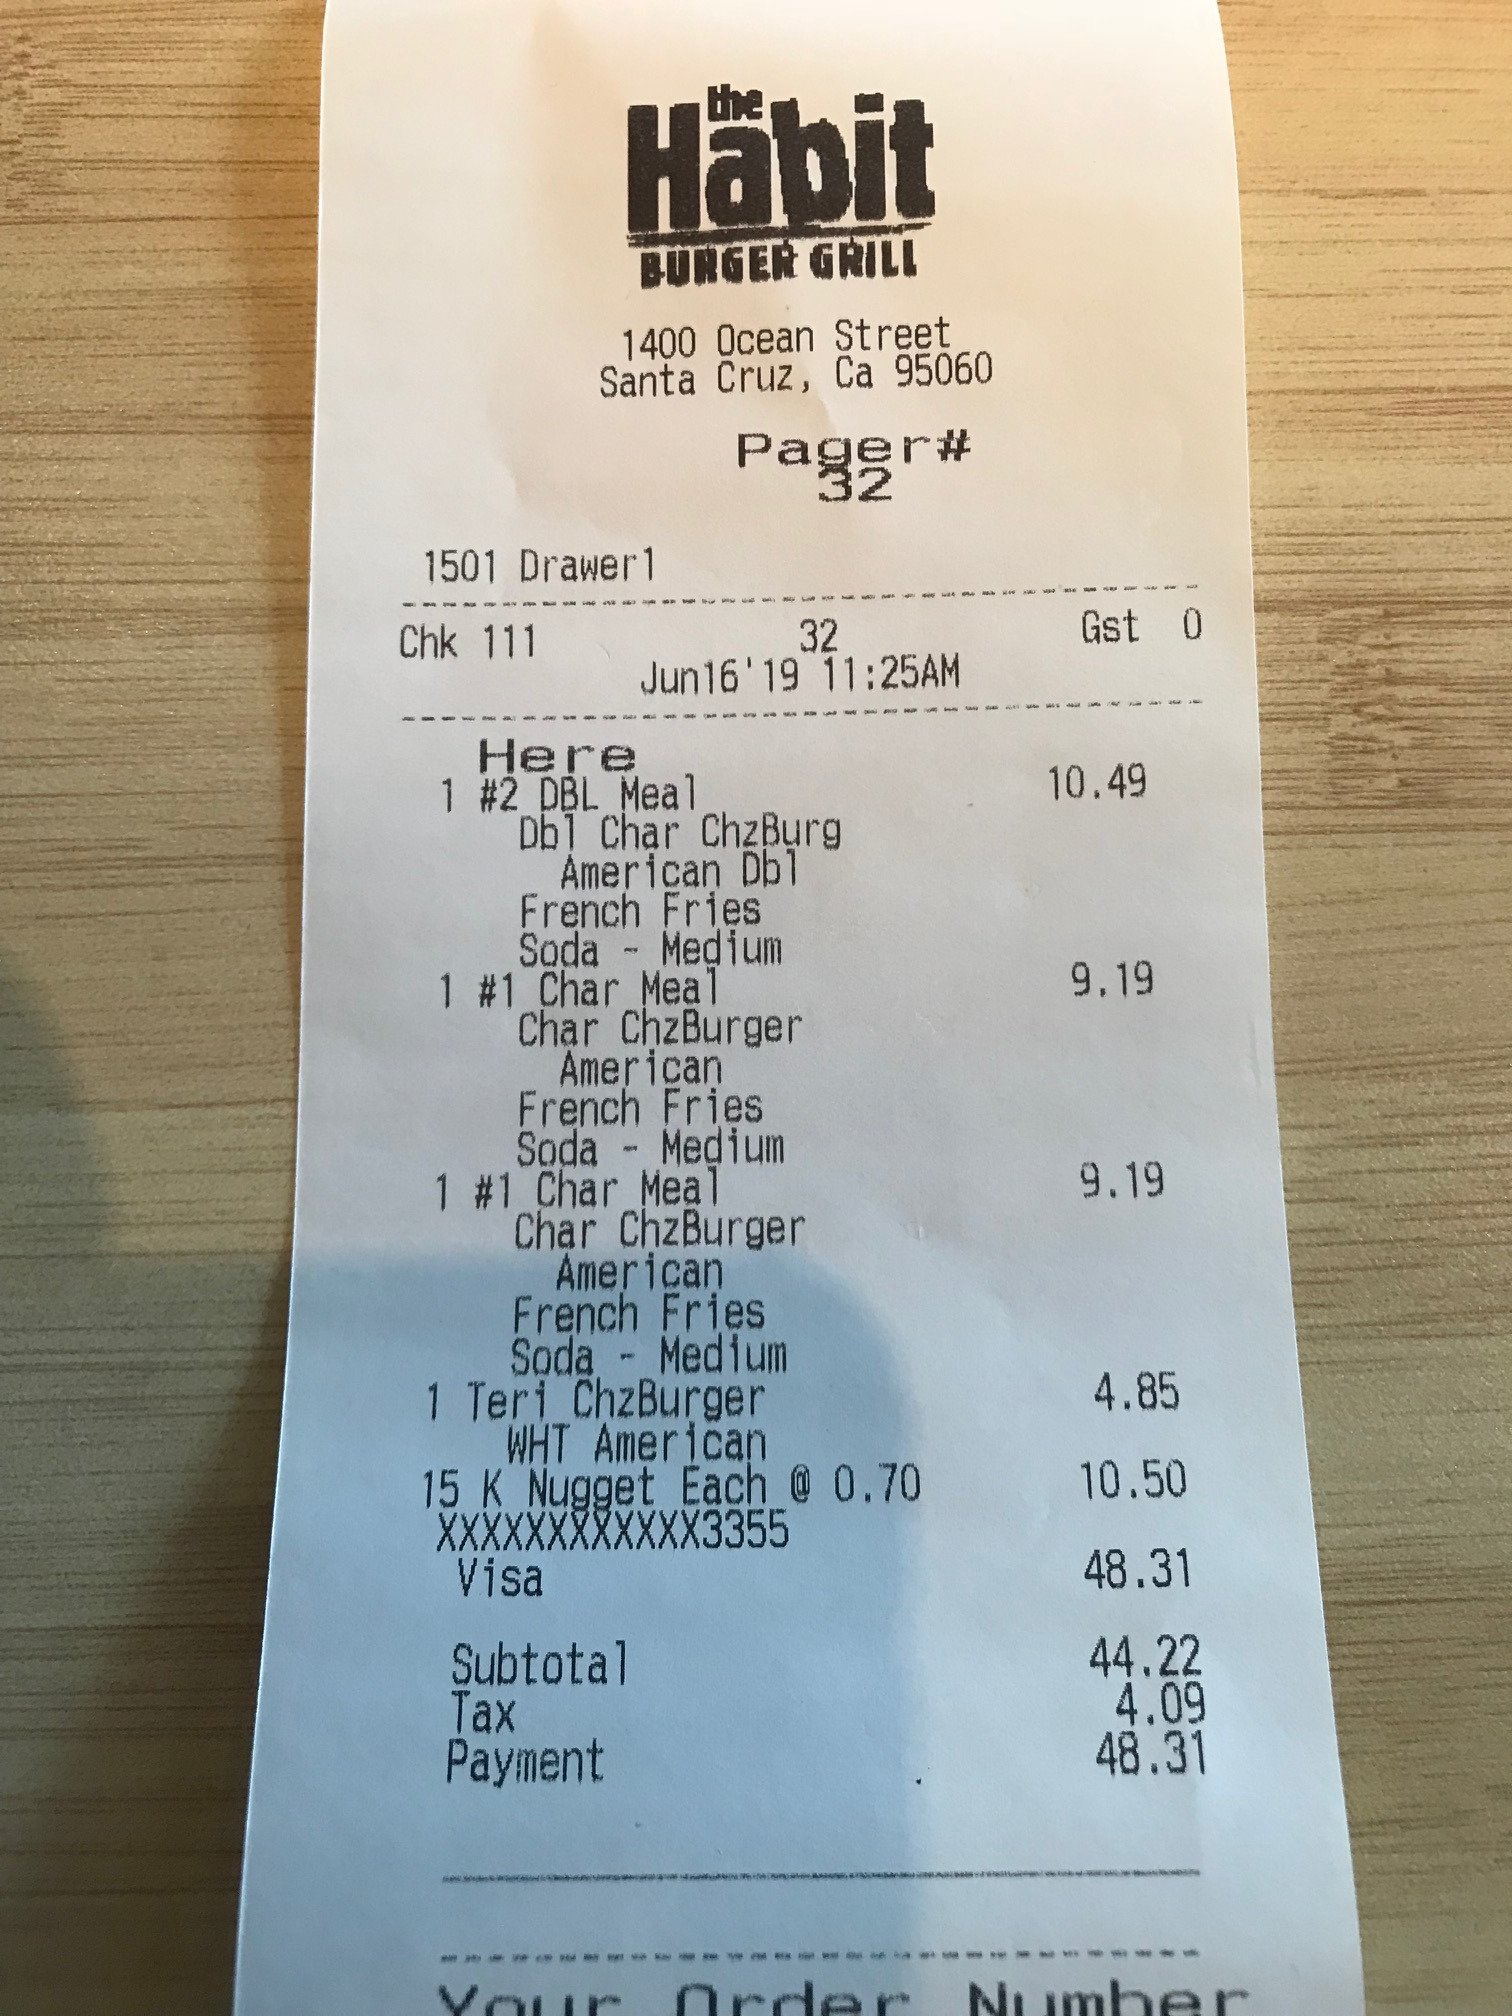 the
Habit
BURGER GRILL
1400 Ocean Street
Santa Cruz, Ca 95060
Pager#
32
1501 Drawer1
Chk 111 32 Gst 0
Jun16'19 11:25AM
Here
1 #2 DBL Meal 10.49
Dbl Char ChzBurg
American Dbl
French Fries
Soda - Medium
1 #1 Char Meal 9.19
Char ChzBurger
American
French Fries
Soda - Medium
1 #1 Char Meal 9.19
Char ChzBurger
American
French Fries
Soda - Medium
1 Teri ChzBurger 4.85
WHT American
15 K Nugget Each @ 0.70 10.50
XXXXXXXXXXXX3355
Visa 48.31
Subtotal 44.22
Tax 4.09
Payment 48.31
Your Order Number